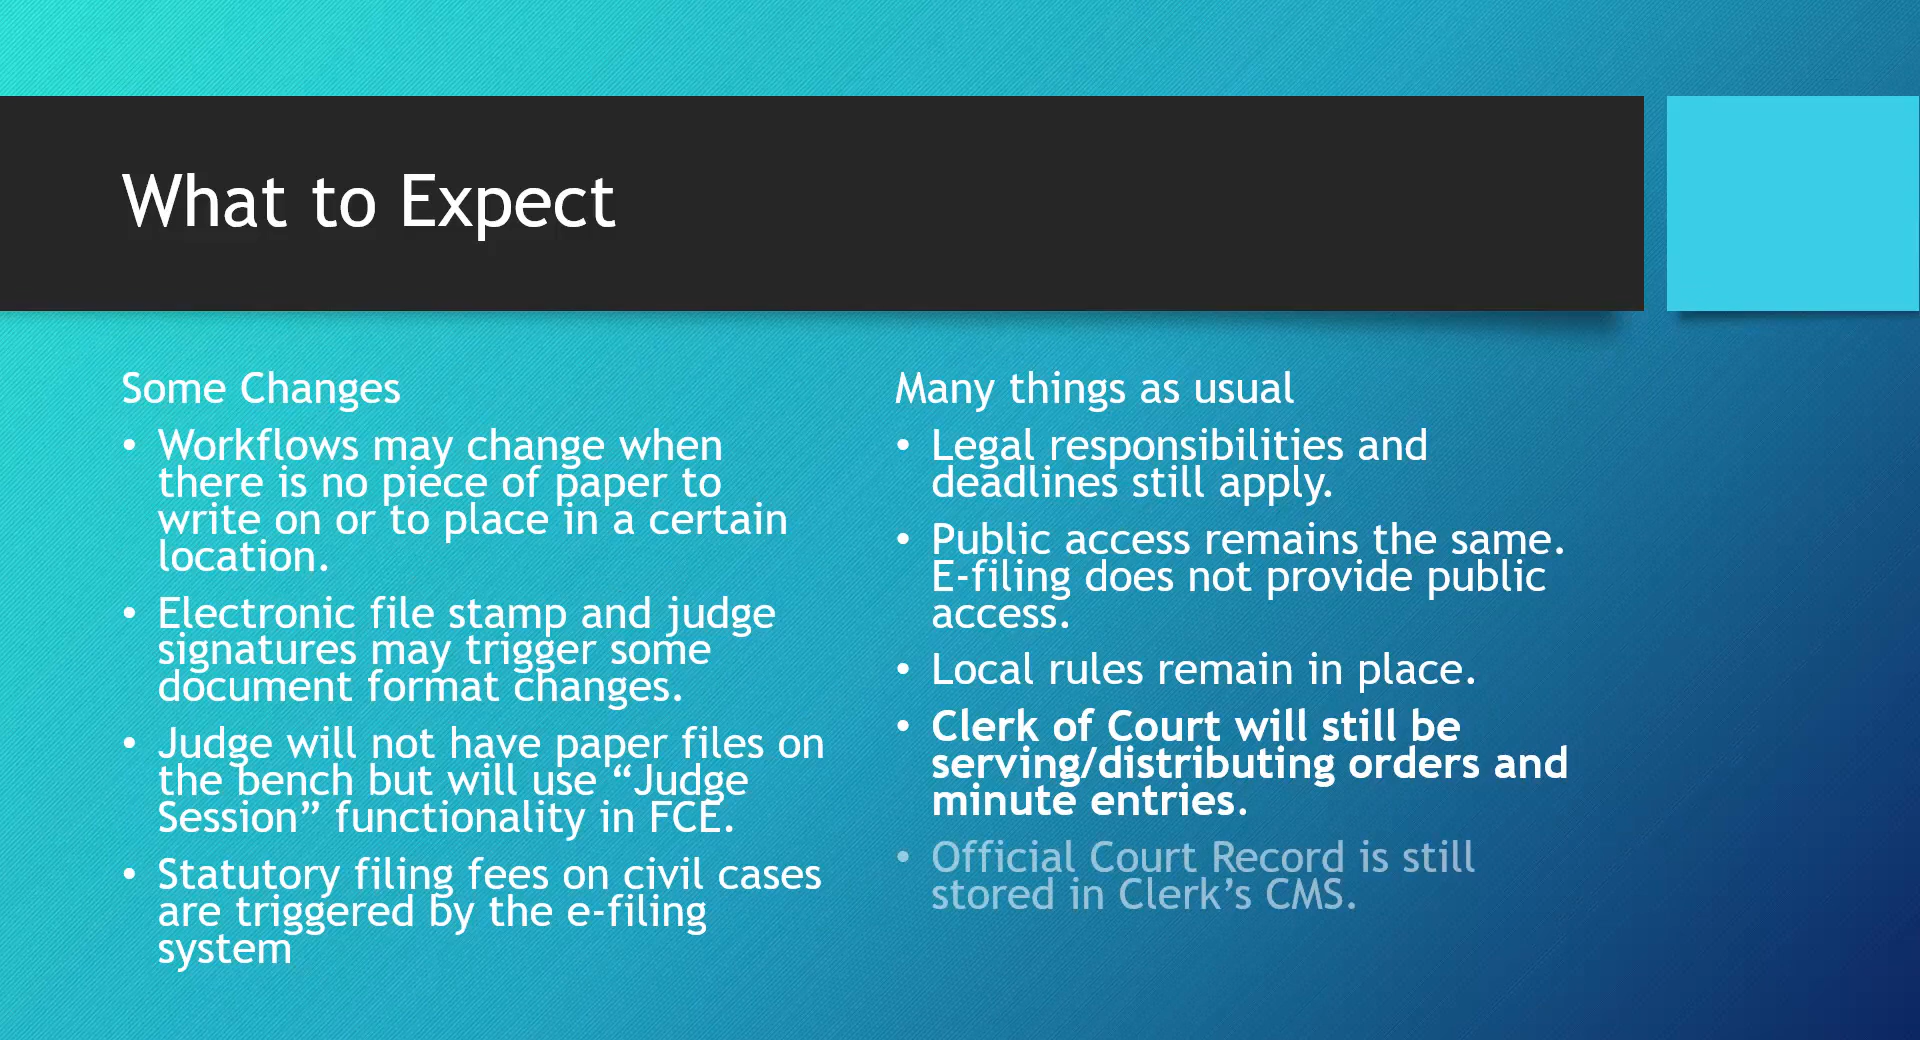 What to Expect
Some Changes
• Workflows may change when
there is no piece of paper to
write on or to place in a certain
location.
• Electronic file stamp and judge
signatures may trigger some
document format changes.
• Judge will not have paper files on
the bench but will use “Judge
Session” functionality in FCE.
• Statutory filing fees on civil cases
are triggered by the e-filing
system
Many things as usual
• Legal responsibilities and
deadlines still apply.
• Public access remains the same.
E-filing does not provide public
access.
• Local rules remain in place.
• Clerk of Court will still be
serving/distributing orders and
minute entries.
• Official Court Record is still
stored in Clerk’s CMS.